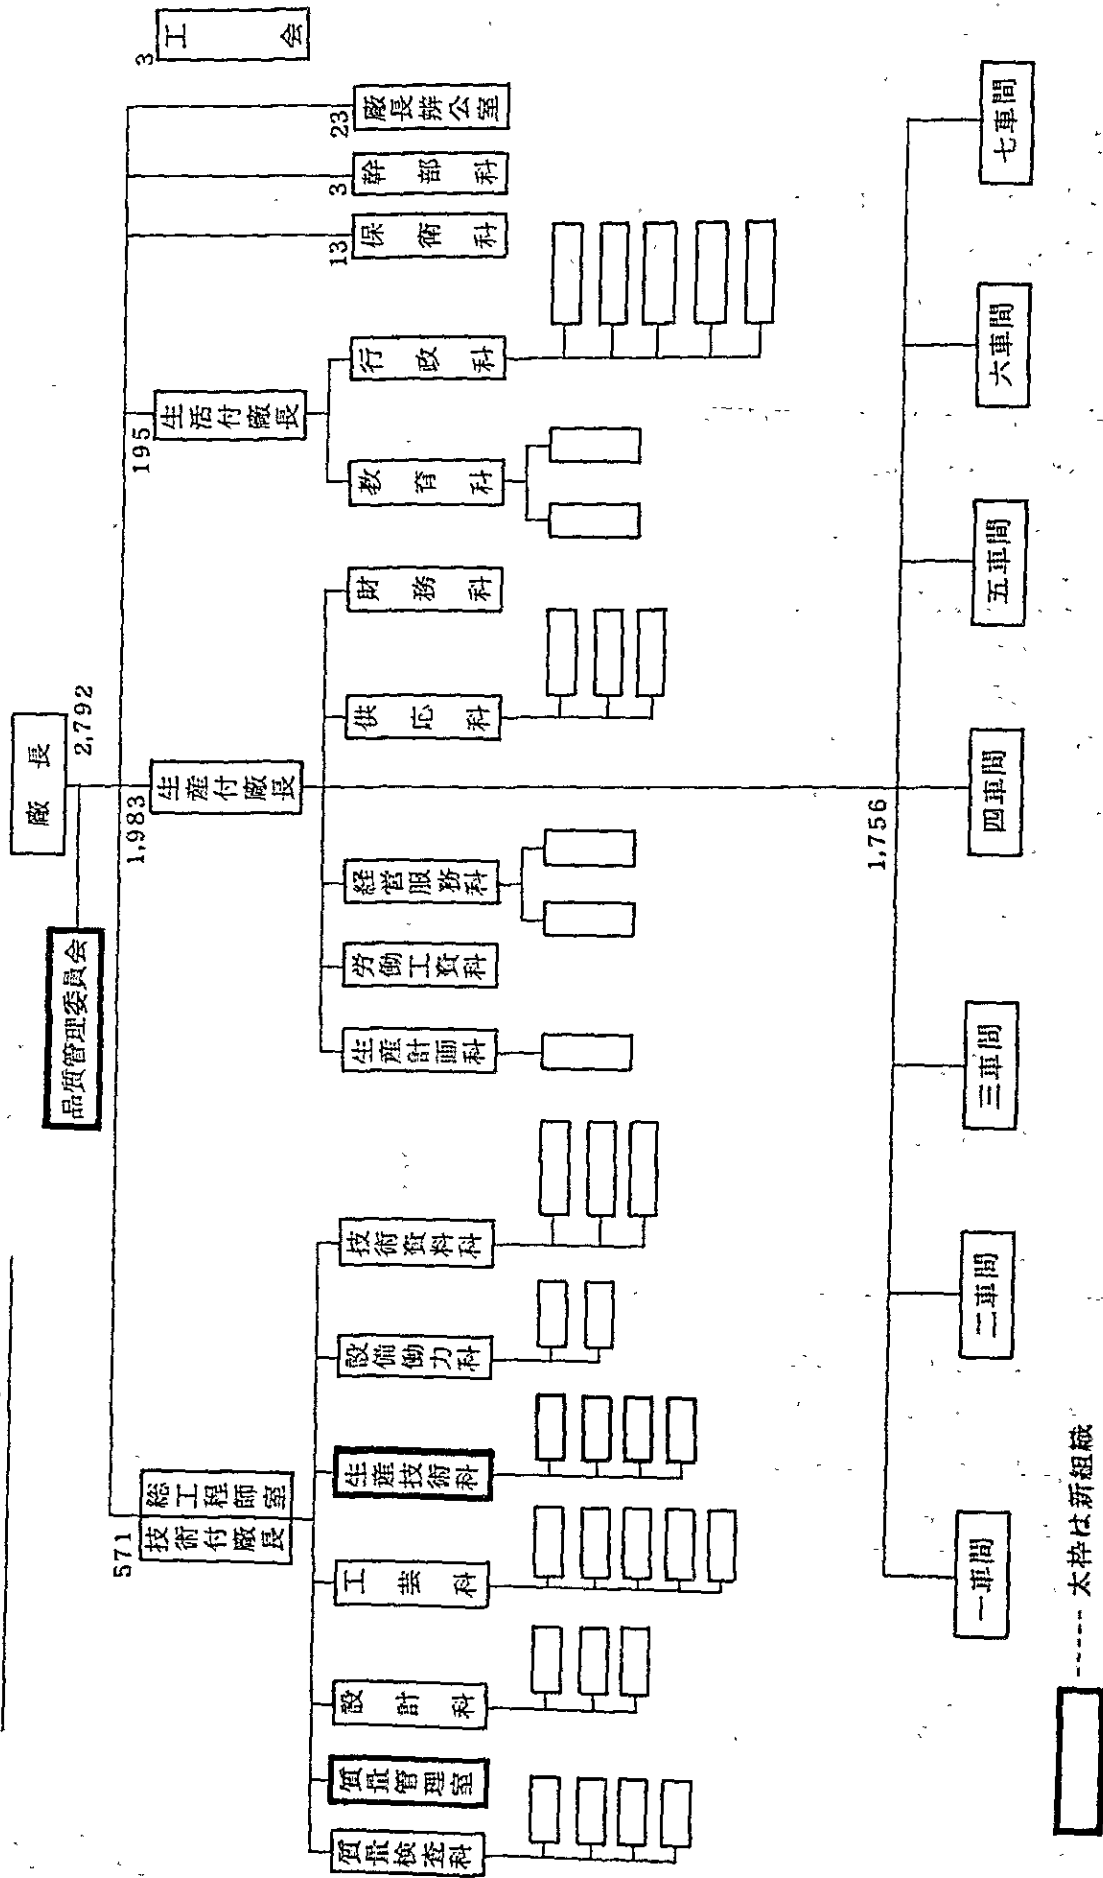 廠長
2,792
品質管理委員会
571
技術付廠長
総工程師室
1,983
生産付廠長
195
生活付廠長
3
工会
質量検査科
質量管理室
設計科
工芸科
生産技術科
設備働力科
技術資料科
生産計画科
労働工資科
経営服務科
供応科
財務科
教育科
行政科
13
保衛科
3
幹部科
23
廠長辦公室
1,756
一車間
二車間
三車間
四車間
五車間
六車間
七車間
----- 太枠は新組織